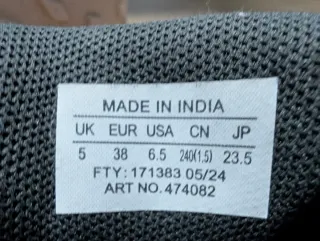 MADE IN INDIA
UK EUR USA CN JP
5 38 6.5 240(1.5) 23.5
FTY: 171383 05/24
ART NO. 474082